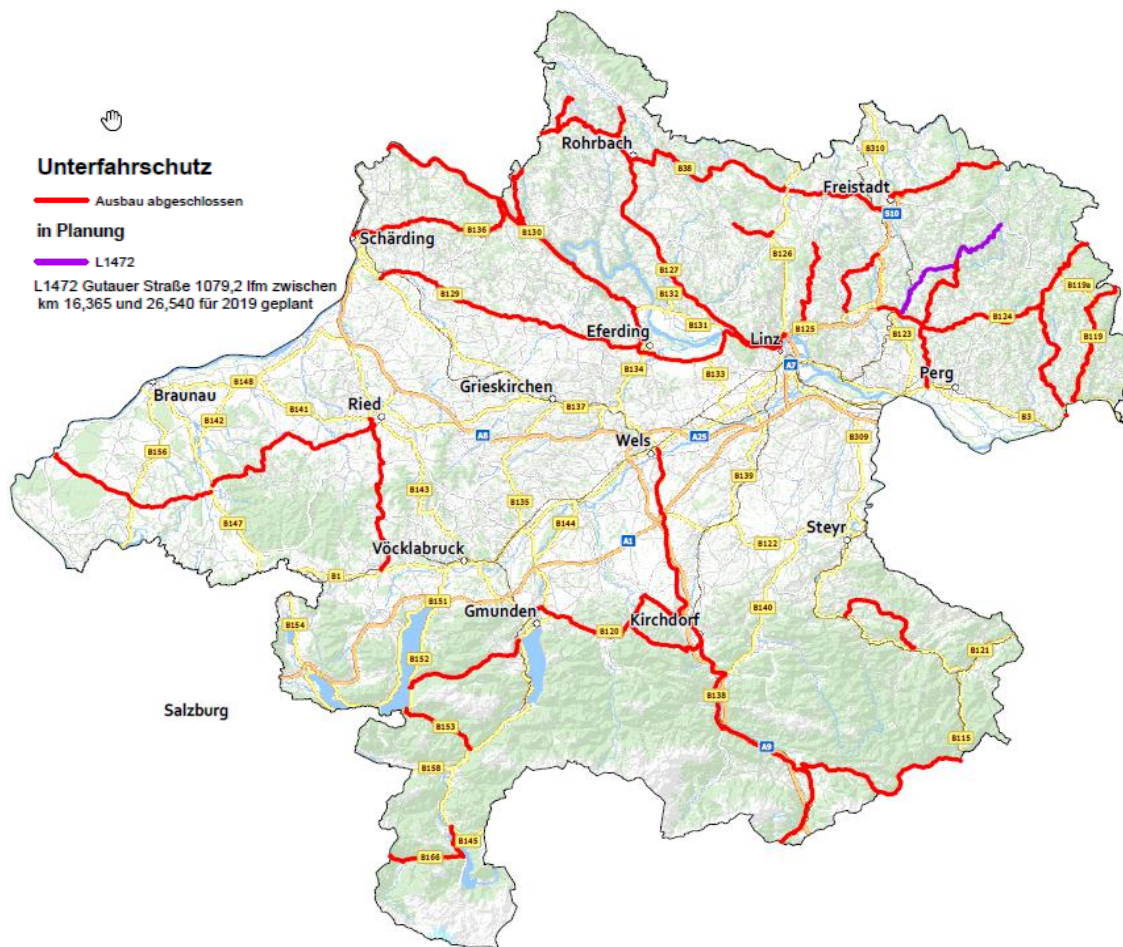 Unterfahrschutz
Ausbau abgeschlossen
in Planung
L1472
L1472 Gutauer Straße 1079,2 lfm zwischen
km 16,365 und 26,540 für 2019 geplant
Rohrbach
B38
B310
Freistadt
S10
Schärding
B136
B130
B126
B127
B129
B132
B119a
B131
B124
Eferding
B125
B123
B119
Linz
A7
B134
B133
Perg
Braunau
B148
Grieskirchen
B141
Ried
B137
B3
B142
A8
A25
Wels
B309
B156
B139
B143
B135
B147
B144
Steyr
A1
B122
Vöcklabruck
B1
B151
B140
Gmunden
B154
B120
Kirchdorf
B121
B152
B138
Salzburg
B153
B115
A9
B158
B145
B166